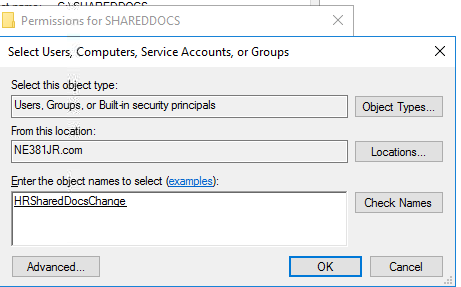 G:\SHAREDDOCS
Permissions for SHAREDDOCS
Select Users, Computers, Service Accounts, or Groups
Select this object type:
Users, Groups, or Built-in security principals
Object Types...
From this location:
NE381JR.com
Locations...
Enter the object names to select (examples):
HRSharedDocsChange
Check Names
Advanced...
OK
Cancel